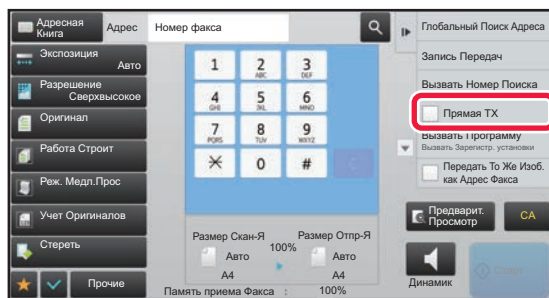 Адресная
Книга
Адрес
Номер факса
Экспозиция
Авто
Разрешение
Сверхвысокое
Оригинал
Работа Строит
Реж. Медл.Прос
Учет Оригиналов
Стереть
Прочие
1
2
ABC
3
DEF
4
GHI
5
JKL
6
MNO
7
PQRS
8
TUV
9
WXYZ
0
#
C
Размер Скан-Я
100%
Размер Отпр-Я
Авто
Авто
A4
A4
Память приема Факса : 100%
Глобальный Поиск Адреса
Запись Передач
Вызвать Номер Поиска
Прямая TX
Вызвать Программу
Вызвать Зарегистр. установки
Передать То Же Изоб.
как Адрес Факса
Предварит.
Просмотр
CA
Динамик
Старт